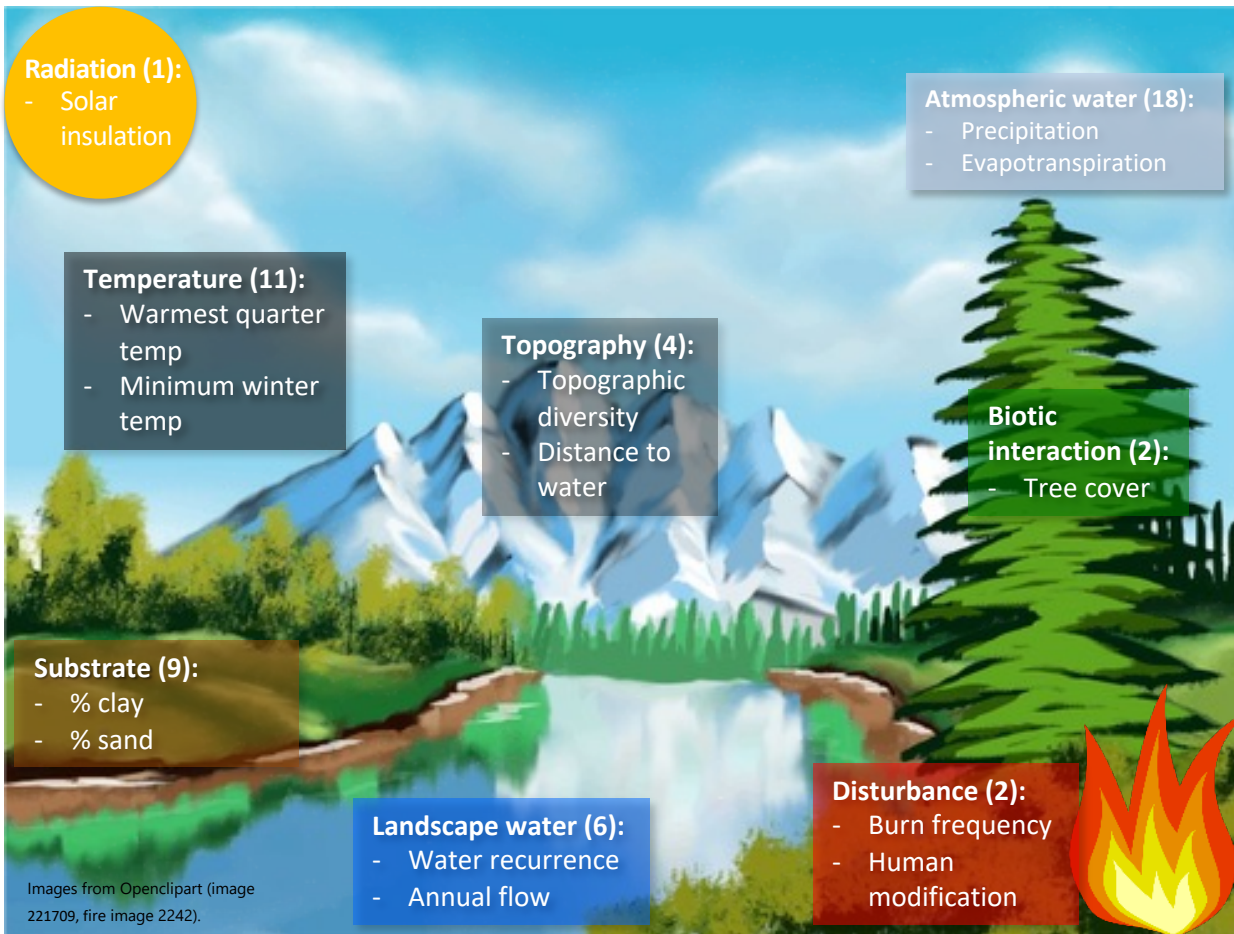 Radiation (1):
- Solar
insulation
Atmospheric water (18):
- Precipitation
- Evapotranspiration
Temperature (11):
- Warmest quarter
temp
- Minimum winter
temp
Topography (4):
- Topographic
diversity
- Distance to
water
Biotic
interaction (2):
- Tree cover
Substrate (9):
- % clay
- % sand
Landscape water (6):
- Water recurrence
- Annual flow
Disturbance (2):
- Burn frequency
- Human
modification
Images from Openclipart (image
221709, fire image 2242).